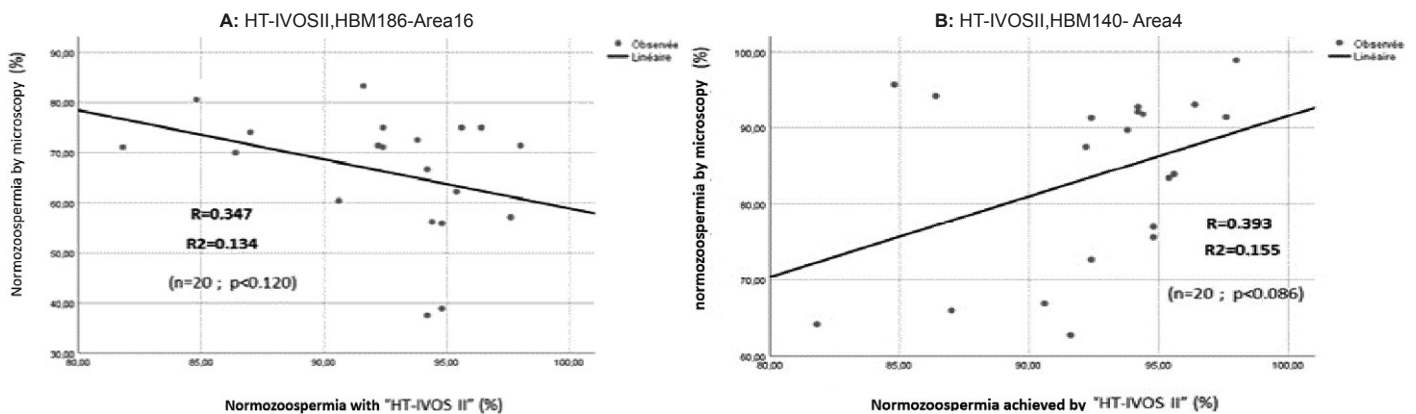 A: HT-IVOSII,HBM186-Area16
Normozoospermia by microscopy (%)
90,00
80,00
70,00
60,00
50,00
40,00
30,00
80,00
85,00
90,00
95,00
100,00
Observée
Linéaire
R=0.347
R2=0.134
(n=20 ; p<0.120)
Normozoospermia with "HT-IVOS II" (%)
B: HT-IVOSII,HBM140- Area4
normozoospermia by microscopy (%)
100,00
90,00
80,00
70,00
60,00
80,00
85,00
90,00
95,00
100,00
Observée
Linéaire
R=0.393
R2=0.155
(n=20 ; p<0.086)
Normozoospermia achieved by "HT-IVOS II" (%)